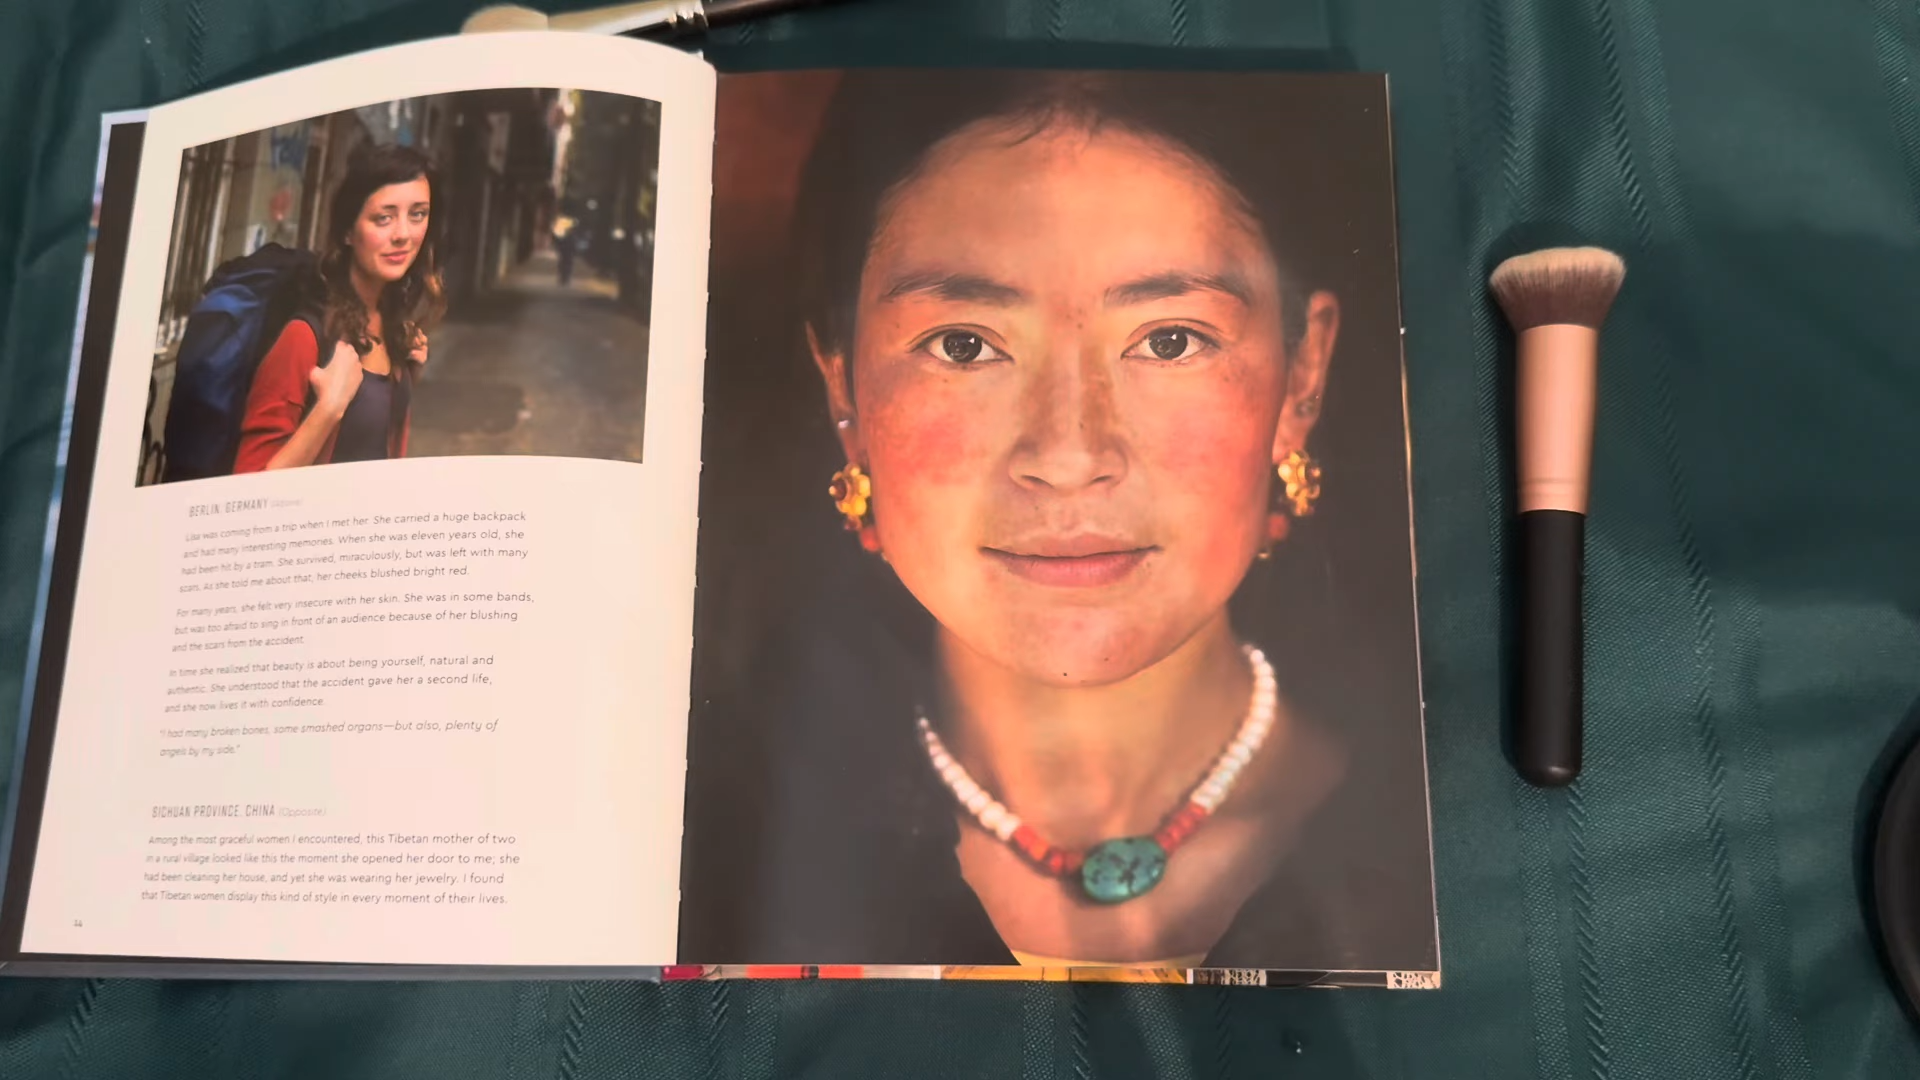 BERLIN, GERMANY (Above)
Lisa was coming from a trip when I met her. She carried a huge backpack
and had many interesting memories. When she was eleven years old, she
had been hit by a tram. She survived, miraculously, but was left with many
scars. As she told me about that, her cheeks blushed bright red.
For many years, she felt very insecure with her skin. She was in some bands,
but was too afraid to sing in front of an audience because of her blushing
and the scars from the accident.
In time she realized that beauty is about being yourself, natural and
authentic. She understood that the accident gave her a second life,
and she now lives it with confidence.
"I had many broken bones, some smashed organs—but also, plenty of
angels by my side."
SICHUAN PROVINCE, CHINA (Opposite)
Among the most graceful women I encountered, this Tibetan mother of two
in a rural village looked like this the moment she opened her door to me; she
had been cleaning her house, and yet she was wearing her jewelry. I found
that Tibetan women display this kind of style in every moment of their lives.